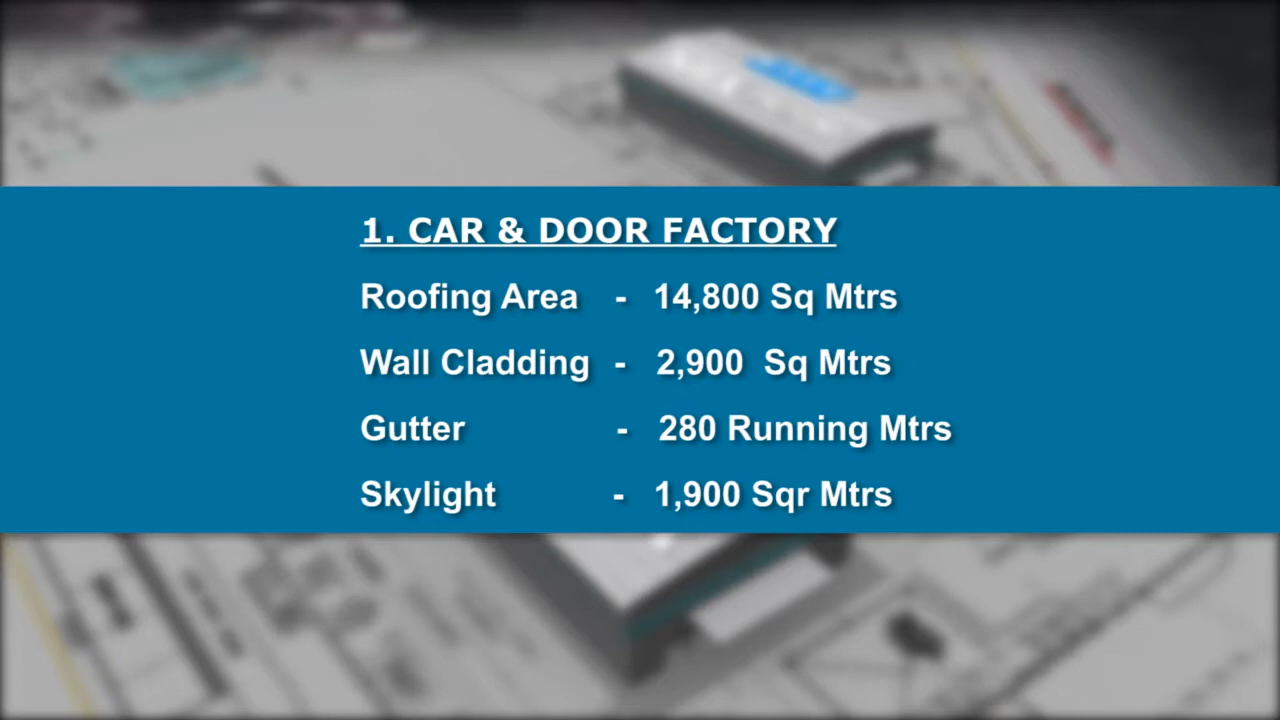 1. CAR & DOOR FACTORY
Roofing Area - 14,800 Sq Mtrs
Wall Cladding - 2,900 Sq Mtrs
Gutter - 280 Running Mtrs
Skylight - 1,900 Sqr Mtrs